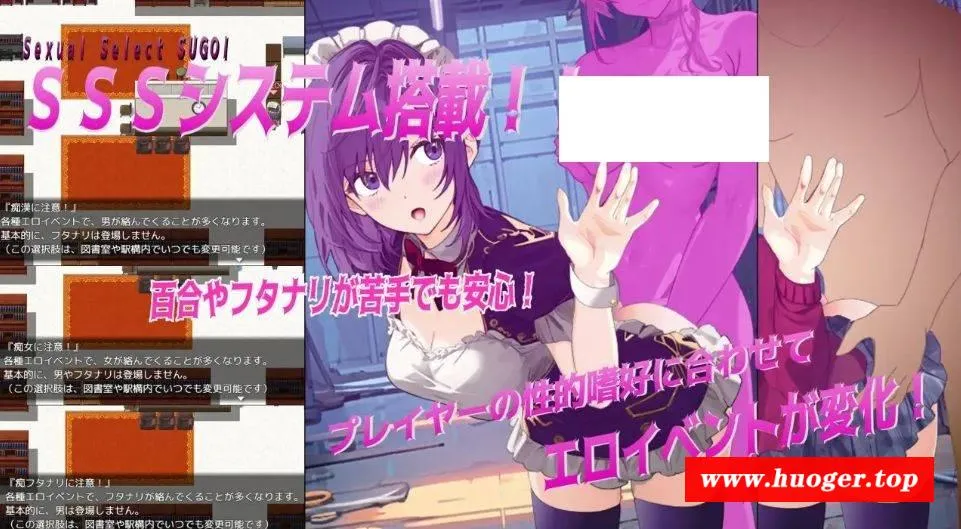 Sexual Select SUGOI
SSSシステム搭載!!
『痴漢に注意!』
各種エロイベントで、男が絡んでくることが多くなります。
基本的に、フタナリは登場しません。
(この選択肢は、図書室や駅構内でいつでも変更可能です)
百合やフタナリが苦手でも安心!
『痴女に注意!』
各種エロイベントで、女が絡んでくることが多くなります。
基本的に、男やフタナリは登場しません。
(この選択肢は、図書室や駅構内でいつでも変更可能です)
プレイヤーの性的嗜好に合わせて
エロイベントが変化!
『痴フタナリに注意!』
各種エロイベントで、フタナリが絡んでくることが多くなります。
基本的に、男は登場しません。
(この選択肢は、図書室や駅構内でいつでも変更可能です)
www.huoger.top